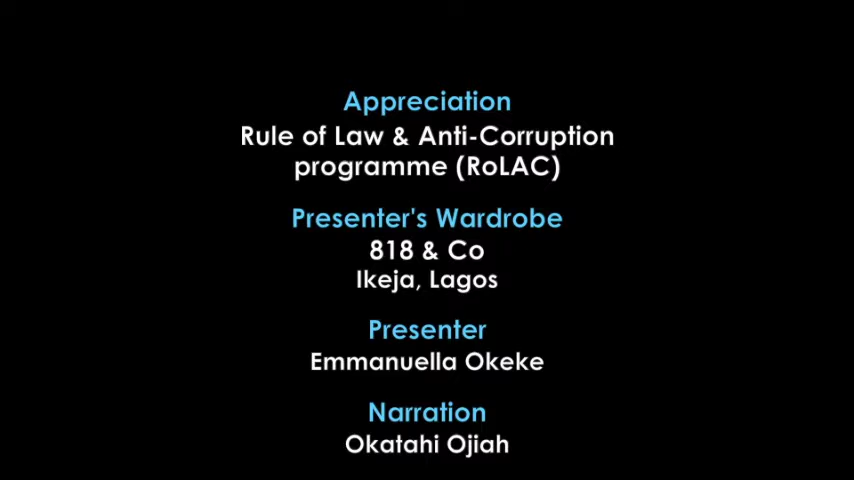 Appreciation
Rule of Law & Anti-Corruption
programme (RoLAC)
Presenter's Wardrobe
818 & Co
Ikeja, Lagos
Presenter
Emmanuella Okeke
Narration
Okatahi Ojiah